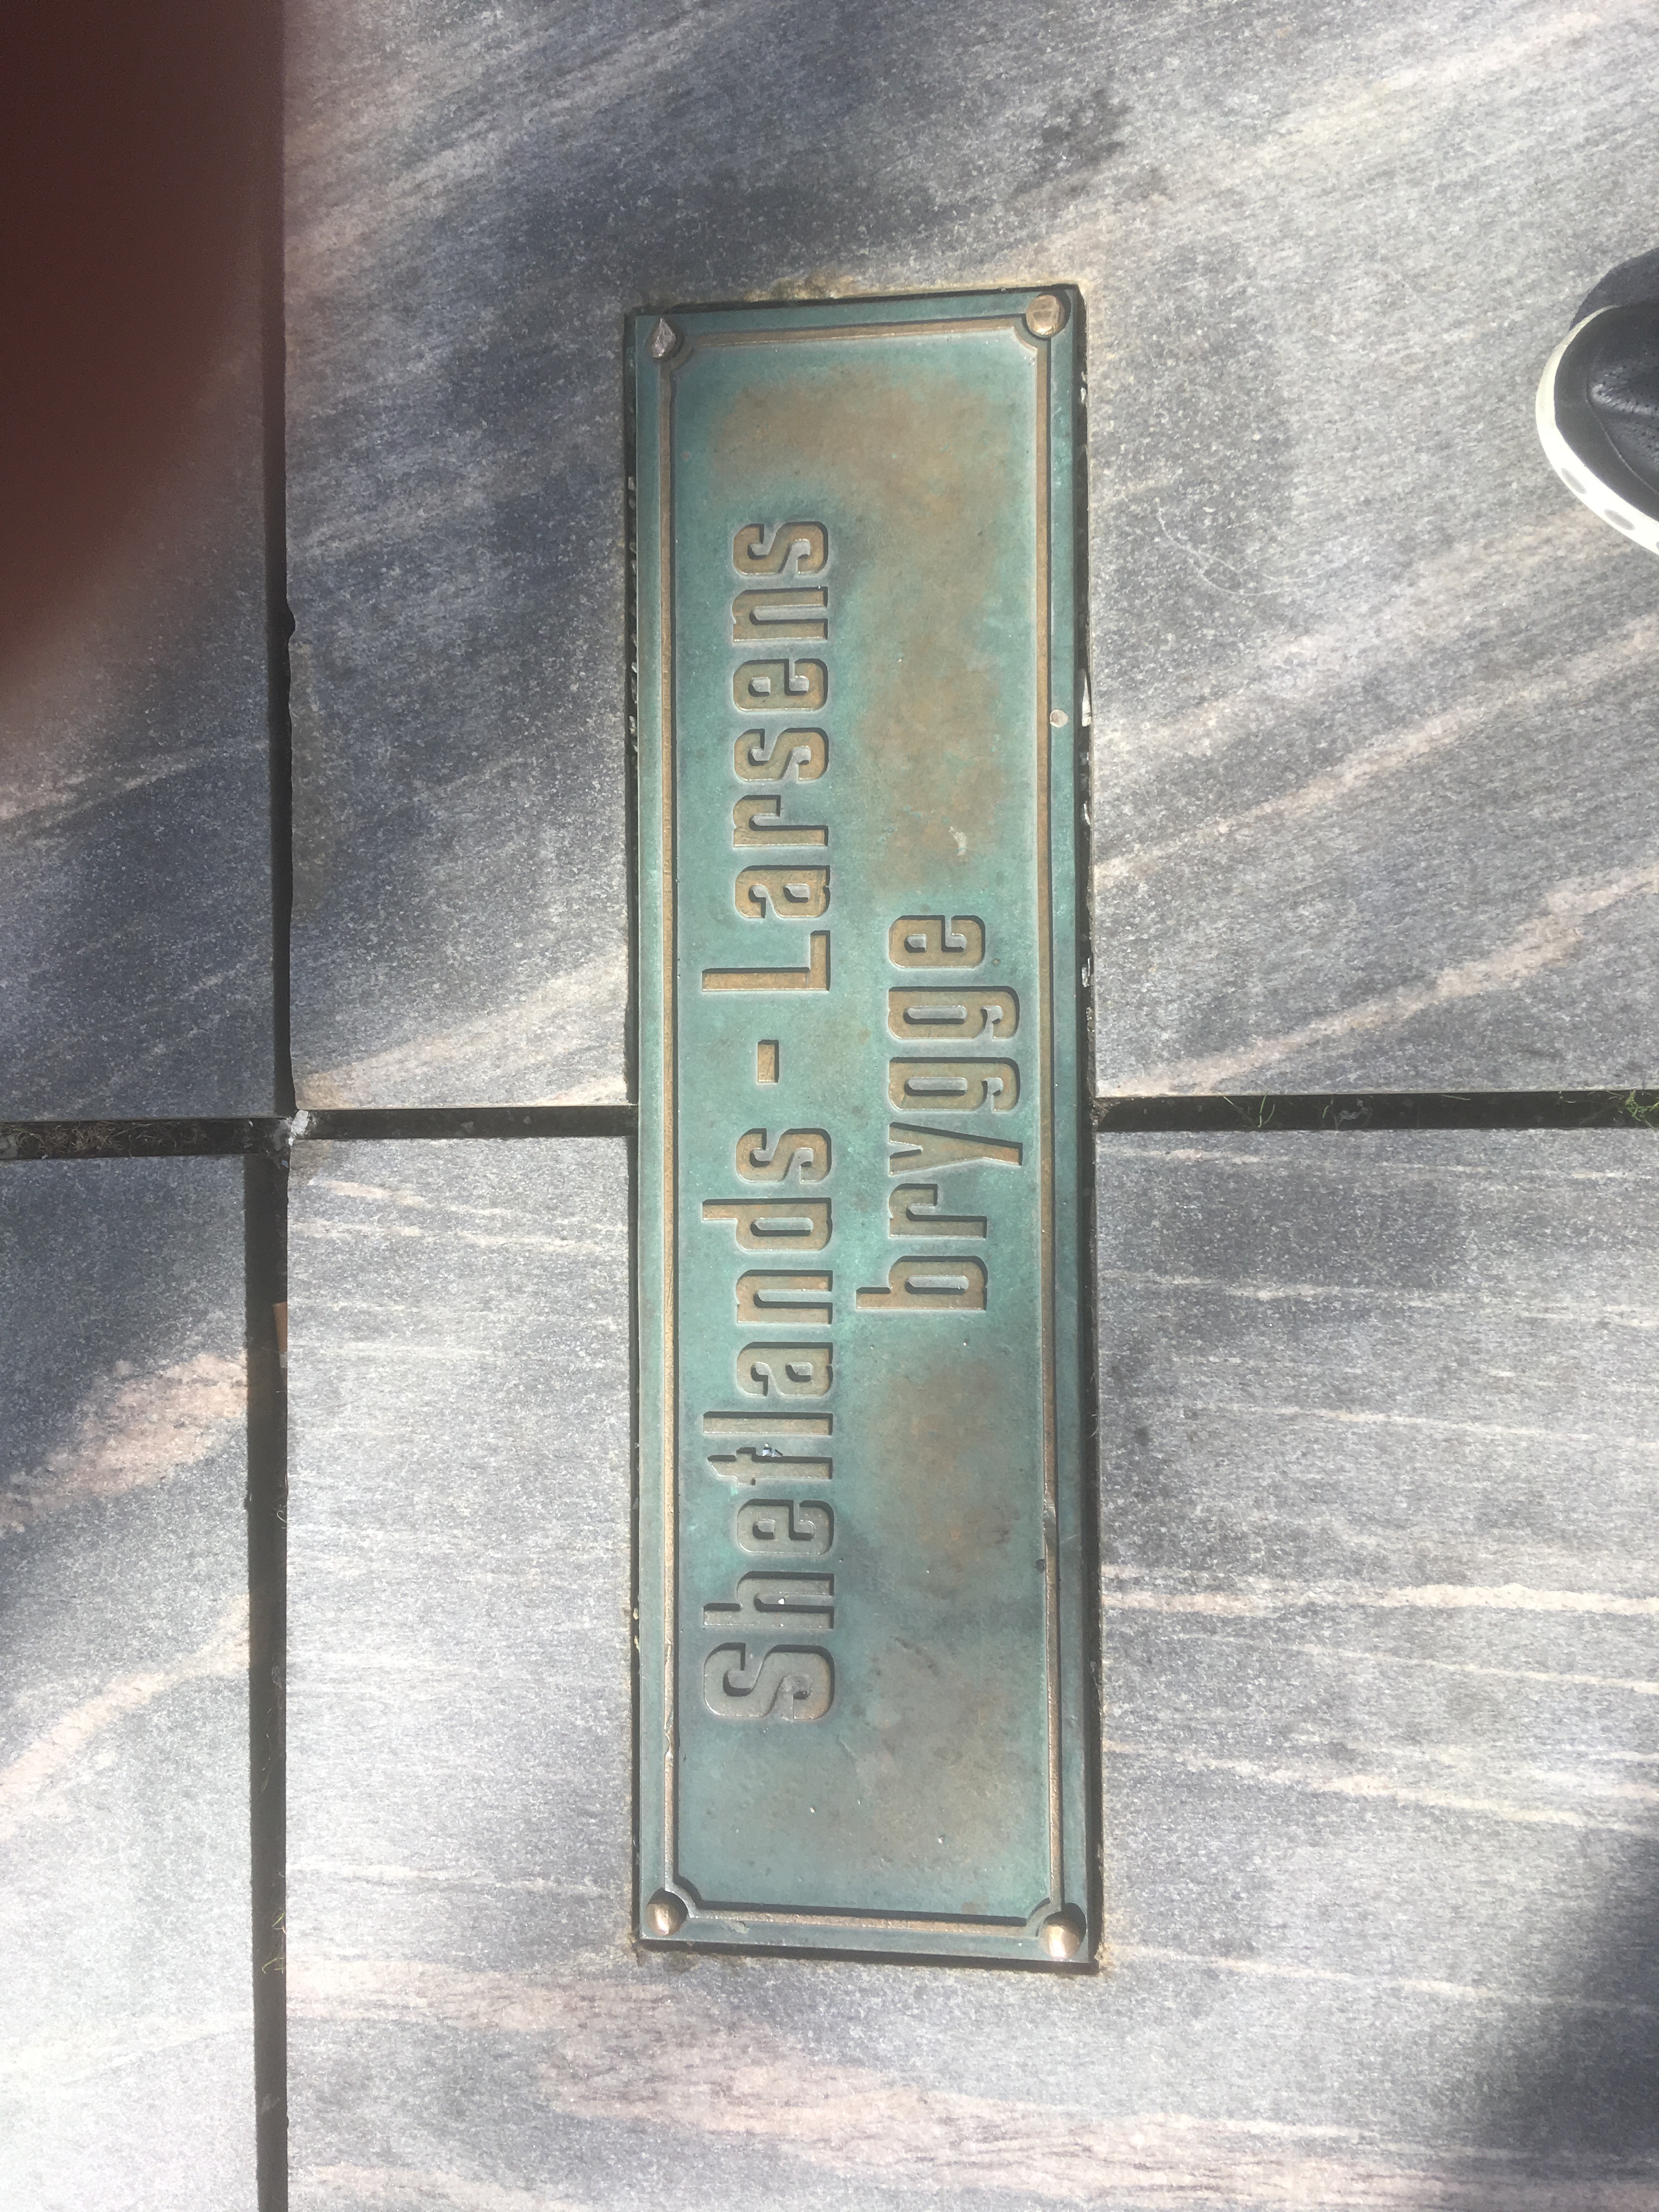 Shetlands - Larsens
brygge